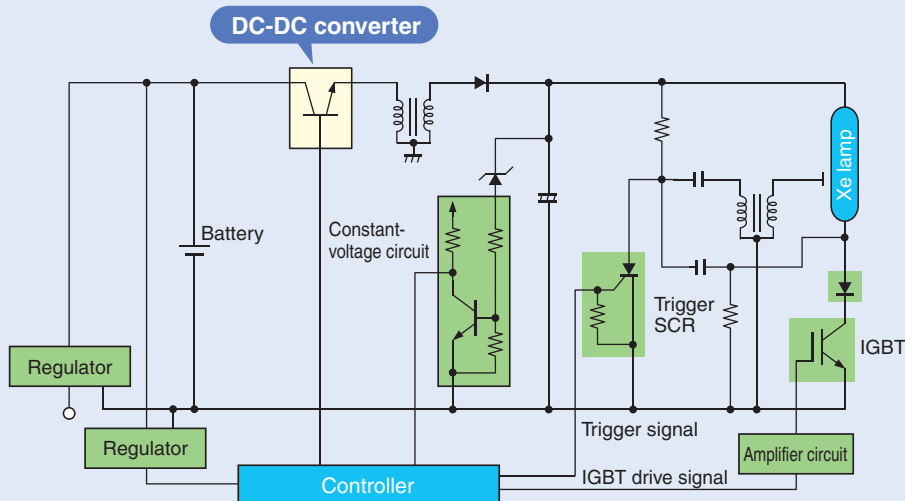 DC-DC converter
Xe lamp
Battery
Constant-
voltage circuit
Trigger
SCR
IGBT
Regulator
Regulator
Trigger signal
Amplifier circuit
IGBT drive signal
Controller